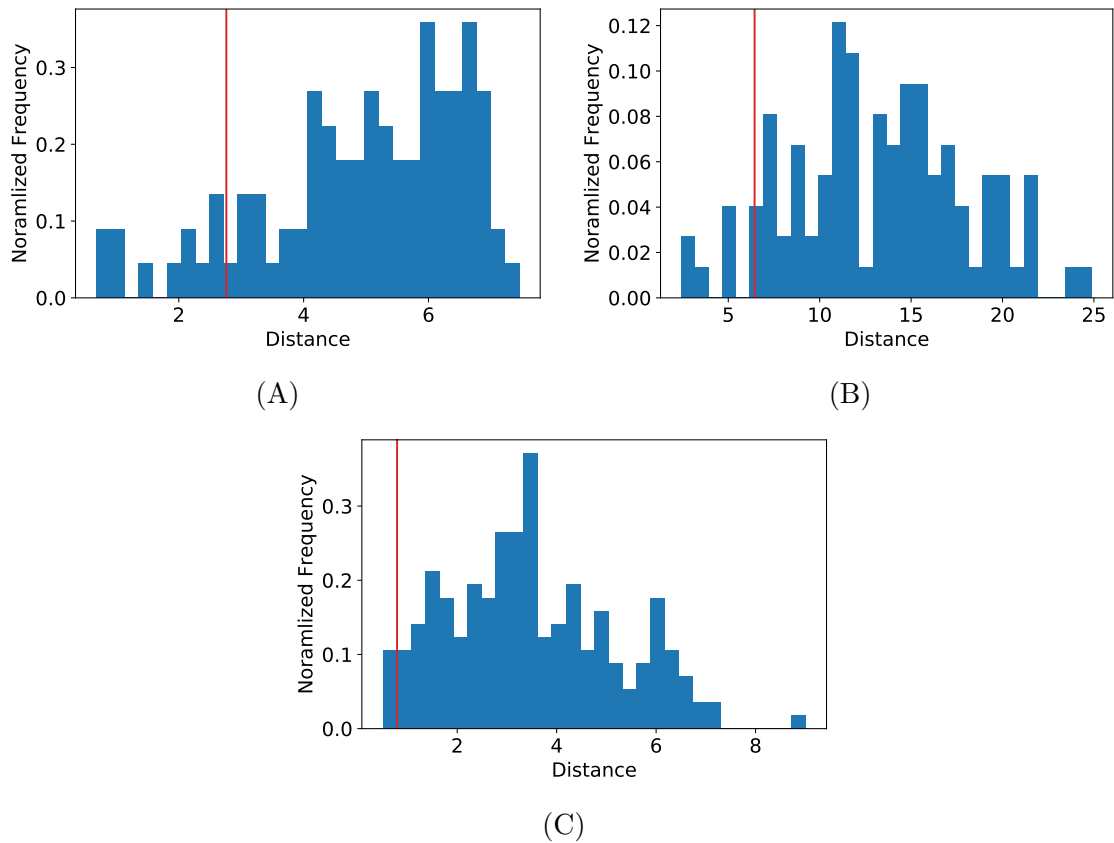 0.3
0.2
0.1
0.0
Noramlized Frequency
2 4 6
Distance
(A)
0.12
0.10
0.08
0.06
0.04
0.02
0.00
Noramlized Frequency
5 10 15 20 25
Distance
(B)
0.3
0.2
0.1
0.0
Noramlized Frequency
2 4 6 8
Distance
(C)